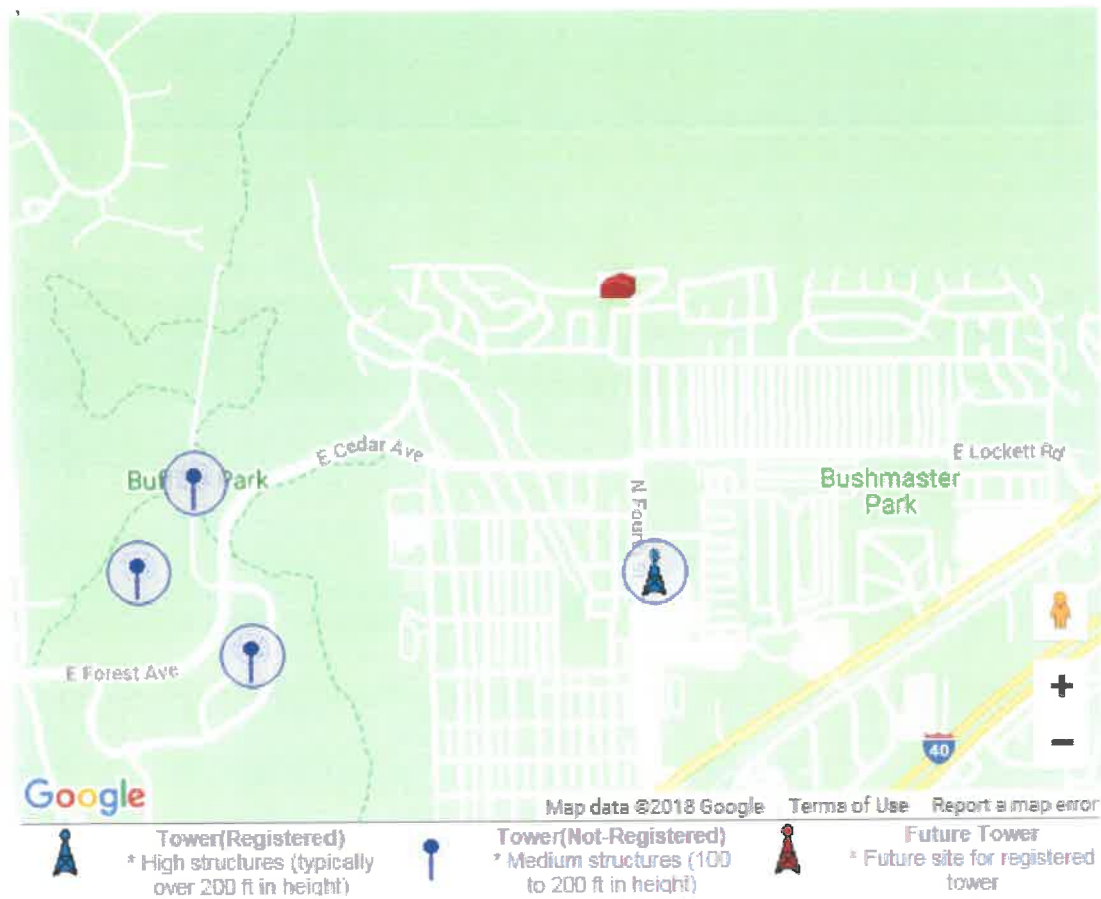 E Cedar Ave
E Lockett Rd
Park
Bushmaster
Park
N Four
E Forest Ave
+
−
40
Google
Map data ©2018 Google Terms of Use Report a map error
Tower(Registered)
* High structures (typically
over 200 ft in height)
Tower(Not-Registered)
* Medium structures (100
to 200 ft in height)
Future Tower
* Future site for registered
tower